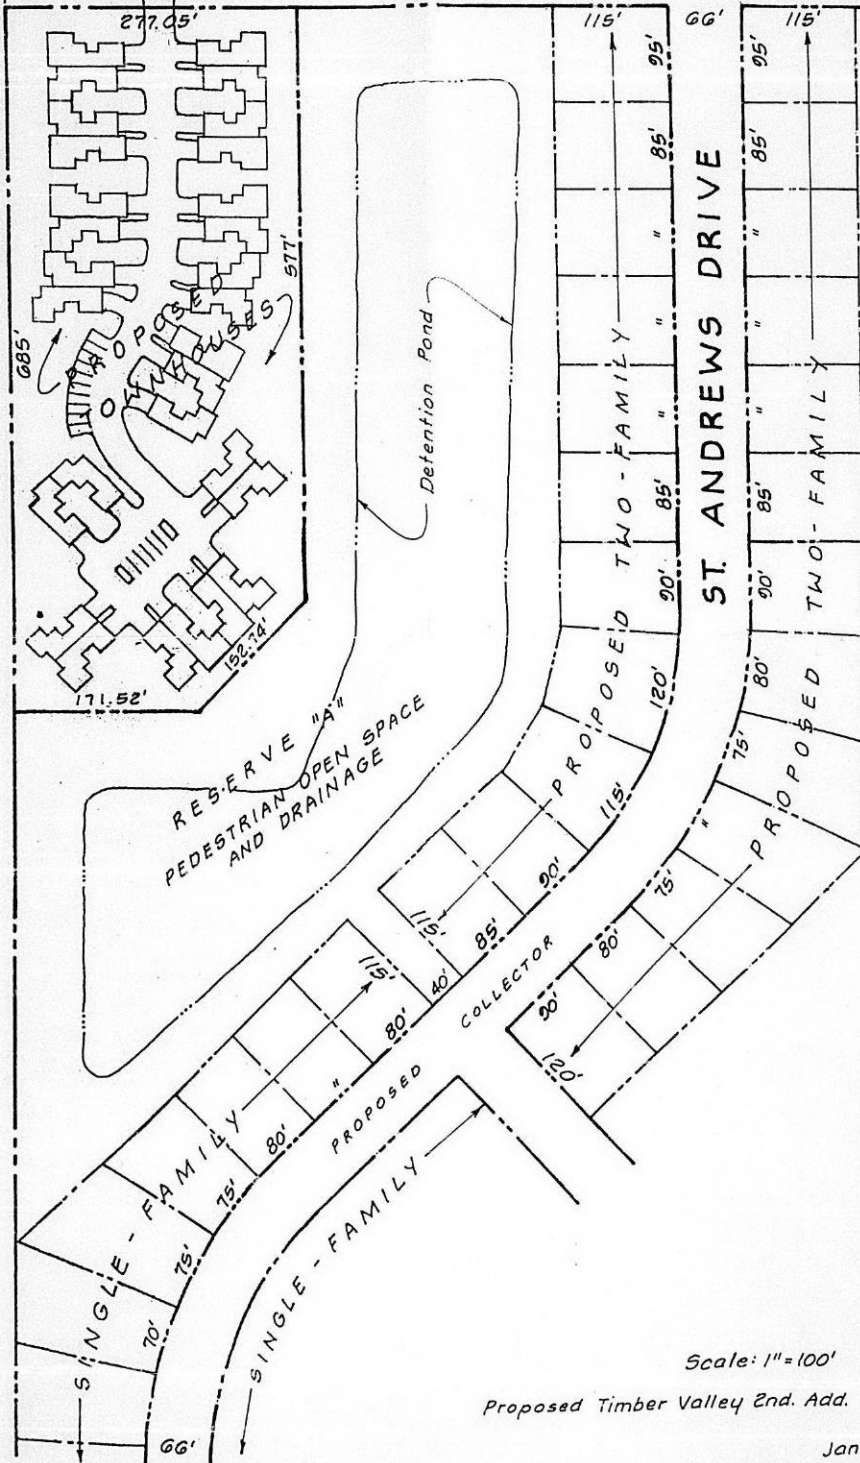 277.05'
115'
66'
115'
95'
95'
85'
85'
"
"
"
"
"
"
85'
85'
90'
90'
685'
577'
PROPOSED
TOWNHOUSES
152.74'
171.52'
Detention Pond
ST. ANDREWS DRIVE
PROPOSED TWO-FAMILY
PROPOSED TWO-FAMILY
120'
80'
115'
75'
"
90'
75'
85'
80'
115'
90'
40'
120'
RESERVE "A"
PEDESTRIAN OPEN SPACE
AND DRAINAGE
115'
80'
"
80'
75'
75'
70'
PROPOSED COLLECTOR
SINGLE-FAMILY
SINGLE-FAMILY
66'
Scale: 1"=100'
Proposed Timber Valley 2nd. Add.
Jan